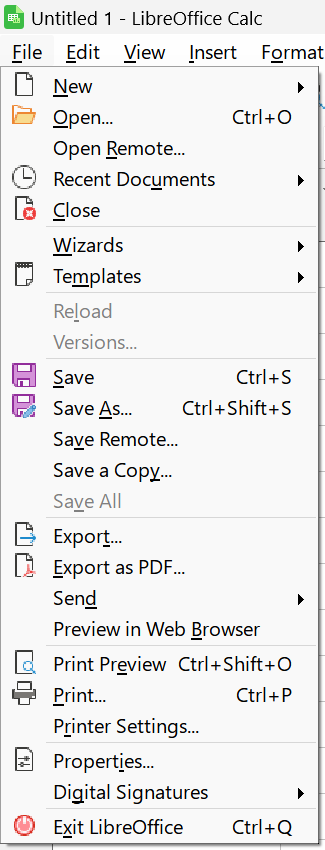 Untitled 1 - LibreOffice Calc
File Edit View Insert Format
New
Open... Ctrl+O
Open Remote...
Recent Documents
Close
Wizards
Templates
Reload
Versions...
Save Ctrl+S
Save As... Ctrl+Shift+S
Save Remote...
Save a Copy...
Save All
Export...
Export as PDF...
Send
Preview in Web Browser
Print Preview Ctrl+Shift+O
Print... Ctrl+P
Printer Settings...
Properties...
Digital Signatures
Exit LibreOffice Ctrl+Q